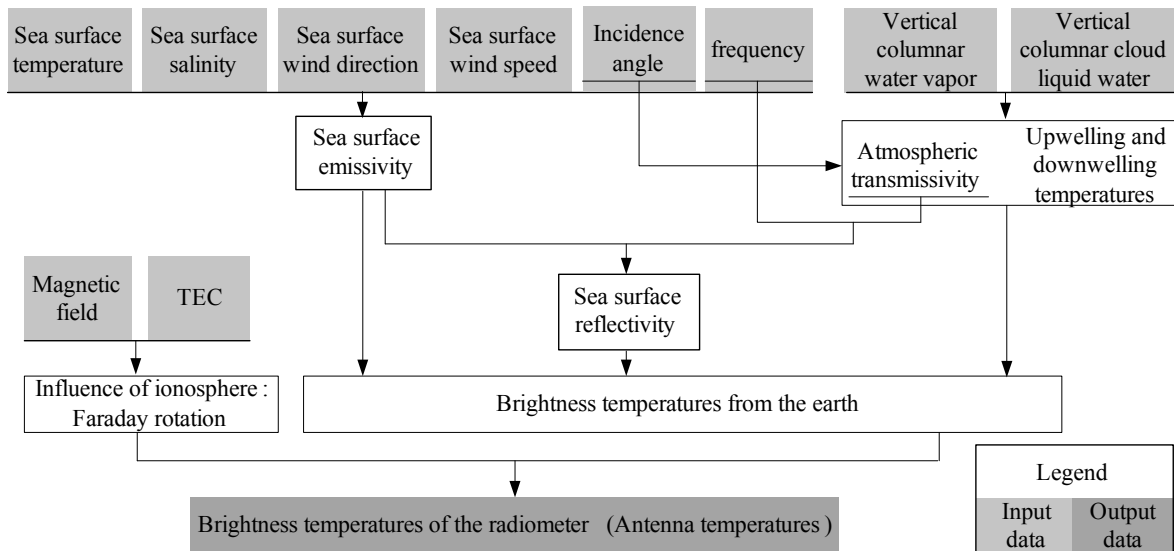 Sea surface
temperature
Sea surface
salinity
Sea surface
wind direction
Sea surface
wind speed
Incidence
angle
frequency
Vertical
columnar
water vapor
Vertical
columnar cloud
liquid water
Sea surface
emissivity
Atmospheric
transmissivity
Upwelling and
downwelling
temperatures
Magnetic
field
TEC
Sea surface
reflectivity
Influence of ionosphere :
Faraday rotation
Brightness temperatures from the earth
Brightness temperatures of the radiometer (Antenna temperatures )
Legend
Input
data
Output
data